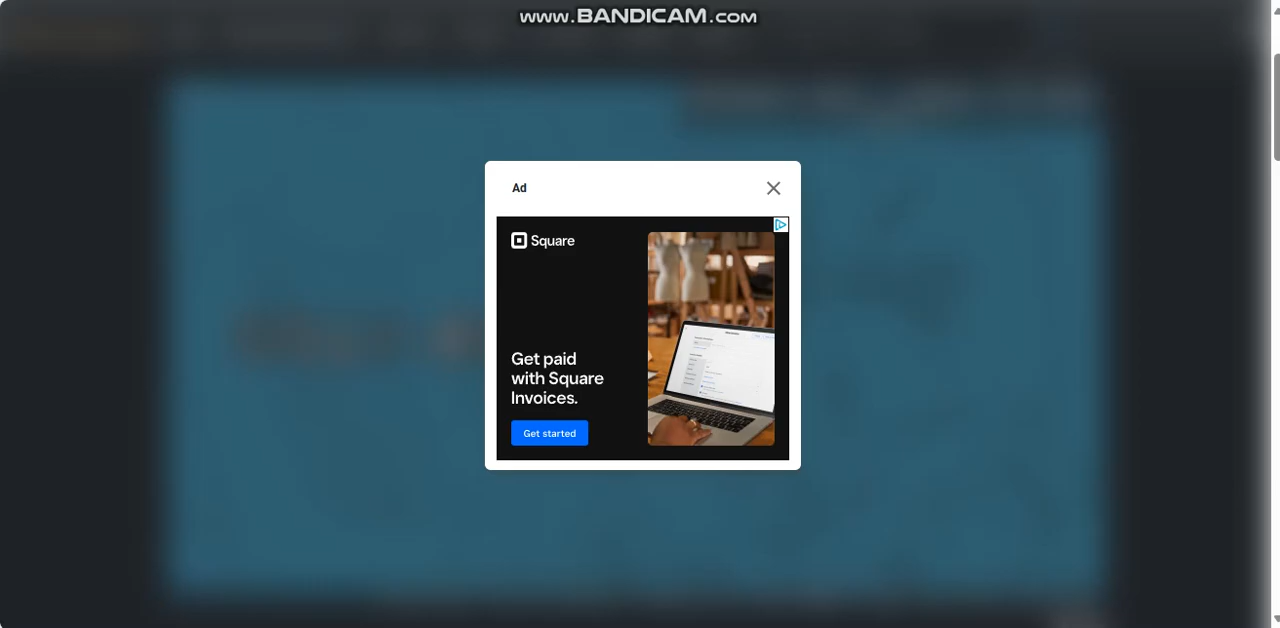 www.BANDICAM.com
Ad
Square
Get paid
with Square
Invoices.
Get started